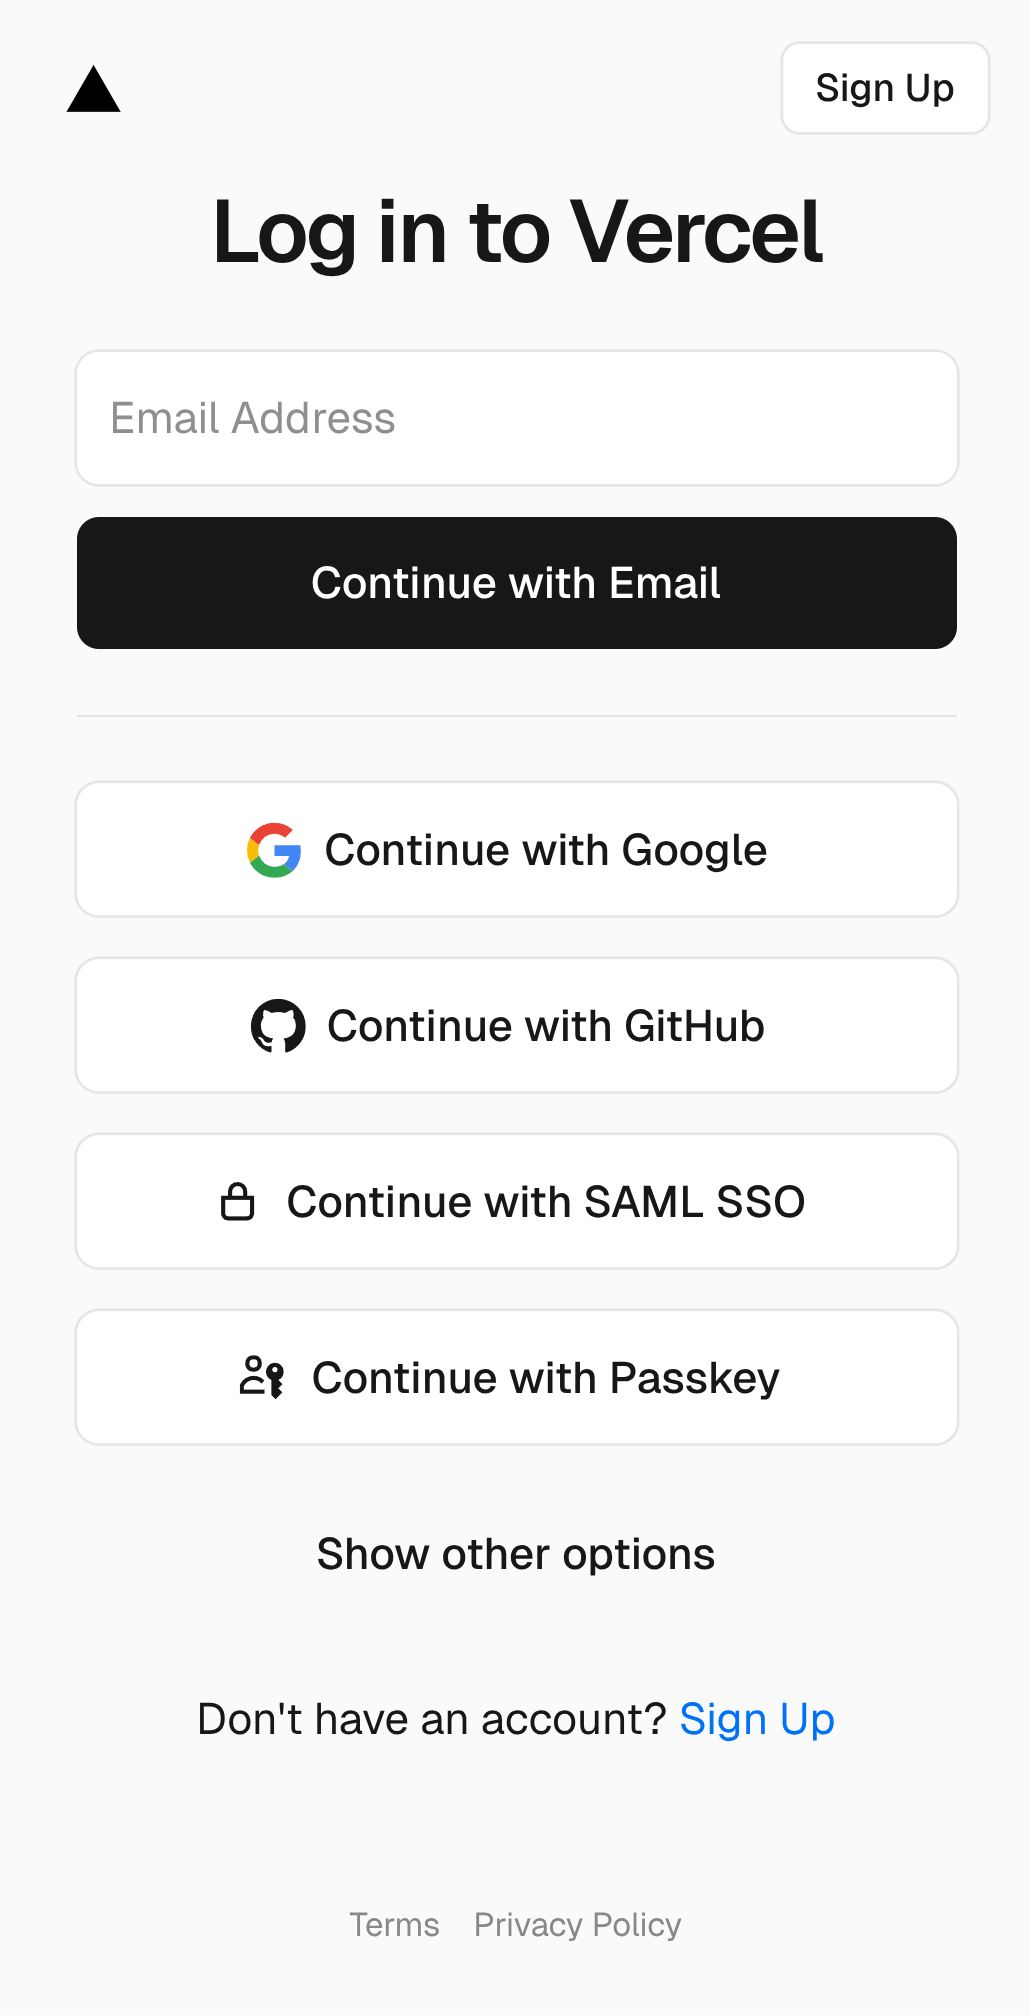 Sign Up
Log in to Vercel
Email Address
Continue with Email
Continue with Google
Continue with GitHub
Continue with SAML SSO
Continue with Passkey
Show other options
Don't have an account? Sign Up
Terms Privacy Policy